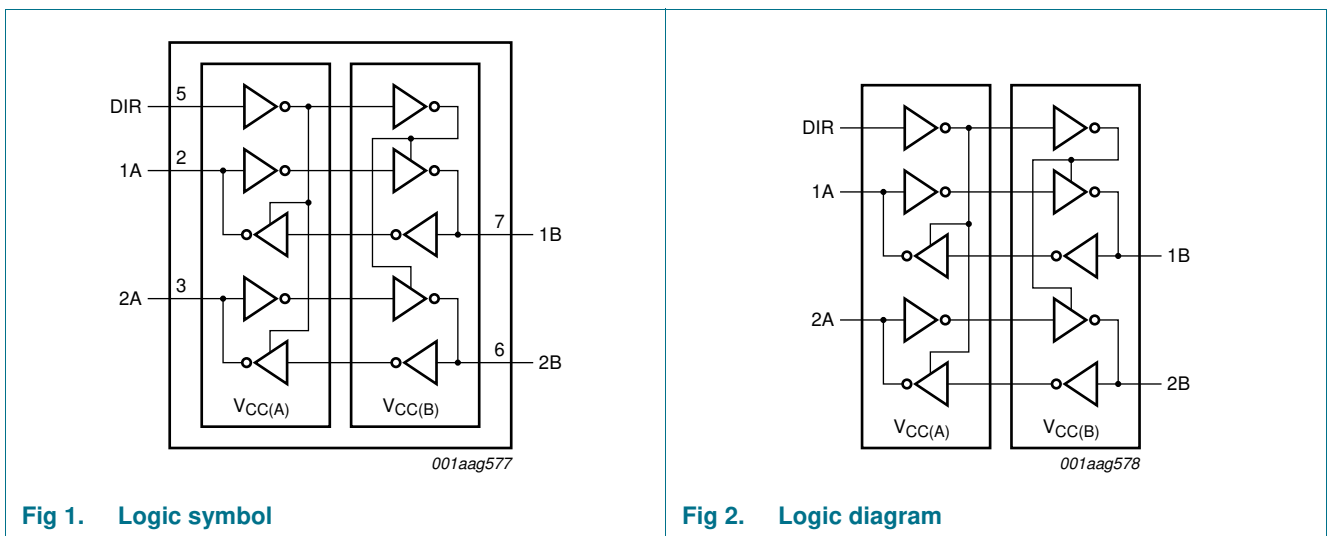 DIR
5
1A
2
2A
3
7
1B
6
2B
VCC(A)
VCC(B)
001aag577
Fig 1. Logic symbol
DIR
1A
2A
1B
2B
VCC(A)
VCC(B)
001aag578
Fig 2. Logic diagram